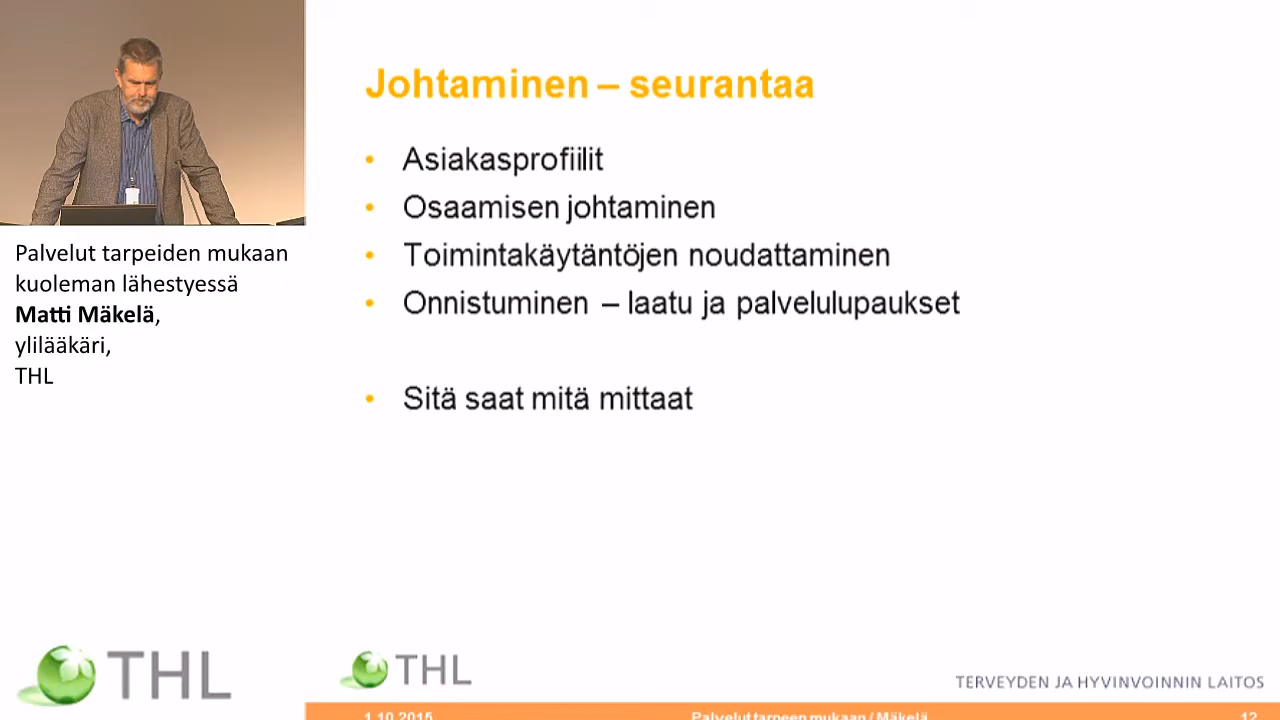 Johtaminen – seurantaa
• Asiakasprofiilit
• Osaamisen johtaminen
• Toimintakäytäntöjen noudattaminen
• Onnistuminen – laatu ja palvelulupaukset
• Sitä saat mitä mittaat
Palvelut tarpeiden mukaan
kuoleman lähestyessä
Matti Mäkelä,
ylilääkäri,
THL
THL
THL
TERVEYDEN JA HYVINVOINNIN LAITOS
1.10.2015 Palvelut tarpeen mukaan / Mäkelä 12